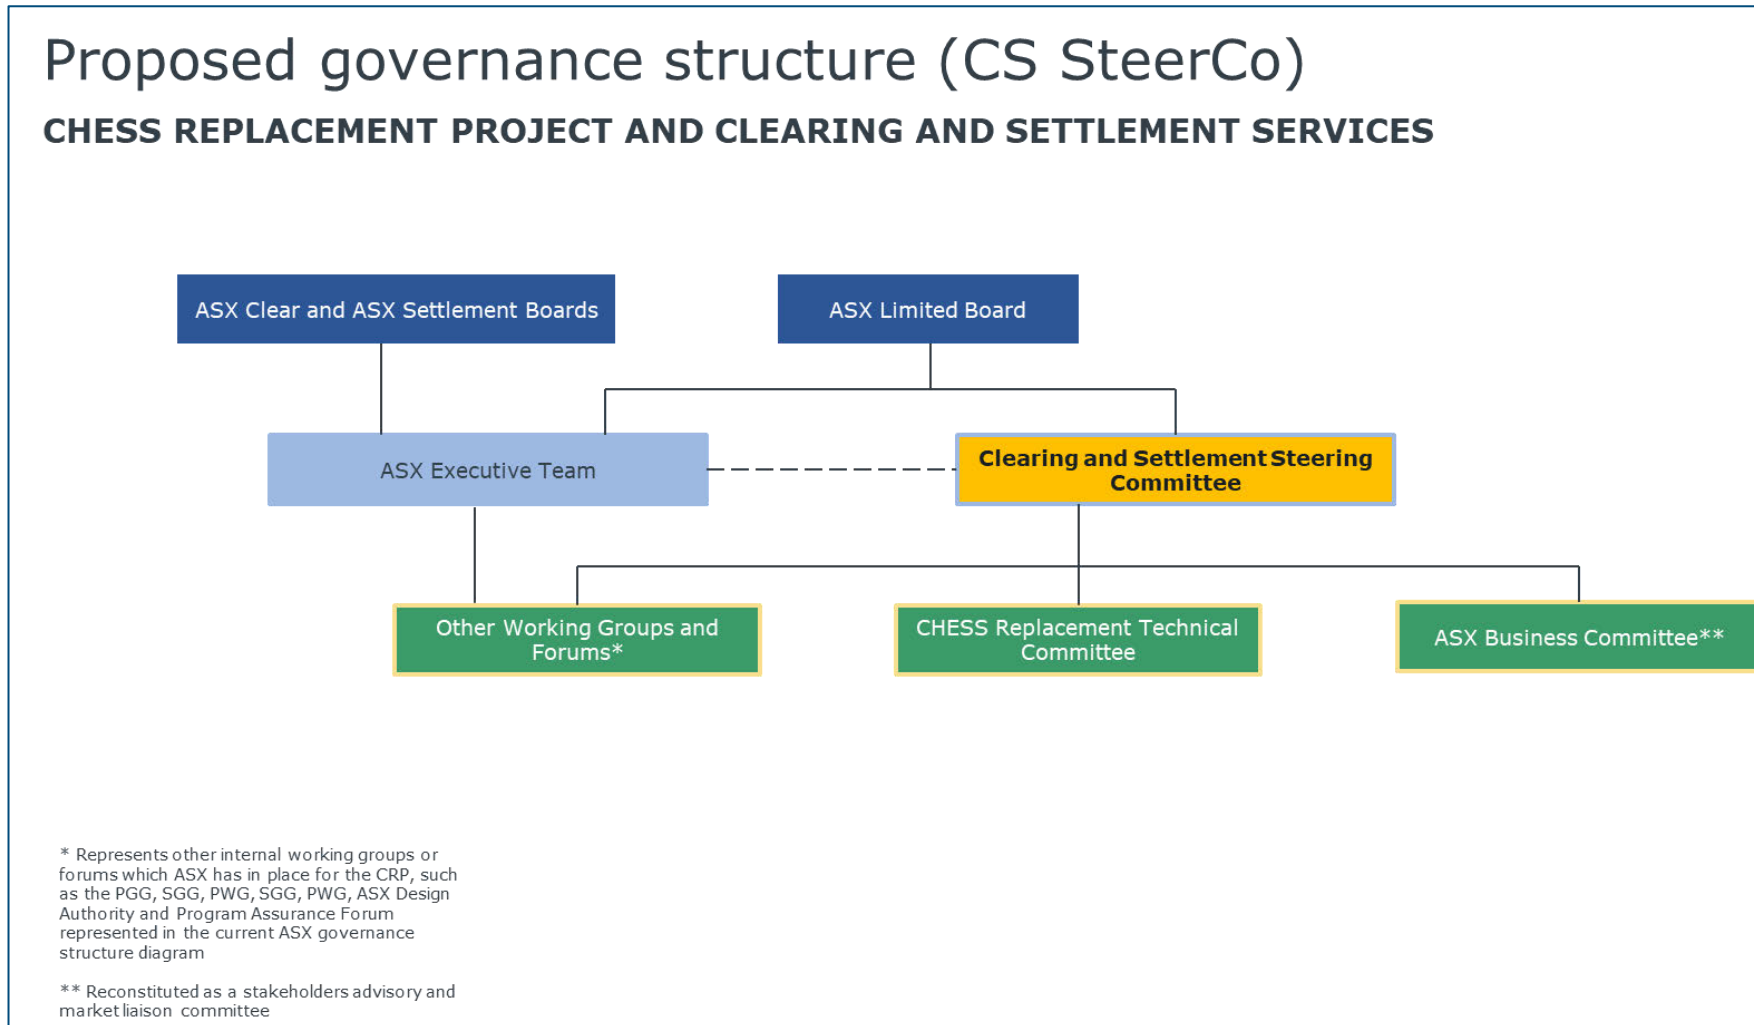 Proposed governance structure (CS SteerCo)
CHESS REPLACEMENT PROJECT AND CLEARING AND SETTLEMENT SERVICES
ASX Clear and ASX Settlement Boards
ASX Limited Board
ASX Executive Team
Clearing and Settlement Steering
Committee
Other Working Groups and
Forums*
CHESS Replacement Technical
Committee
ASX Business Committee**
* Represents other internal working groups or
forums which ASX has in place for the CRP, such
as the PGG, SGG, PWG, SGG, PWG, ASX Design
Authority and Program Assurance Forum
represented in the current ASX governance
structure diagram
** Reconstituted as a stakeholders advisory and
market liaison committee